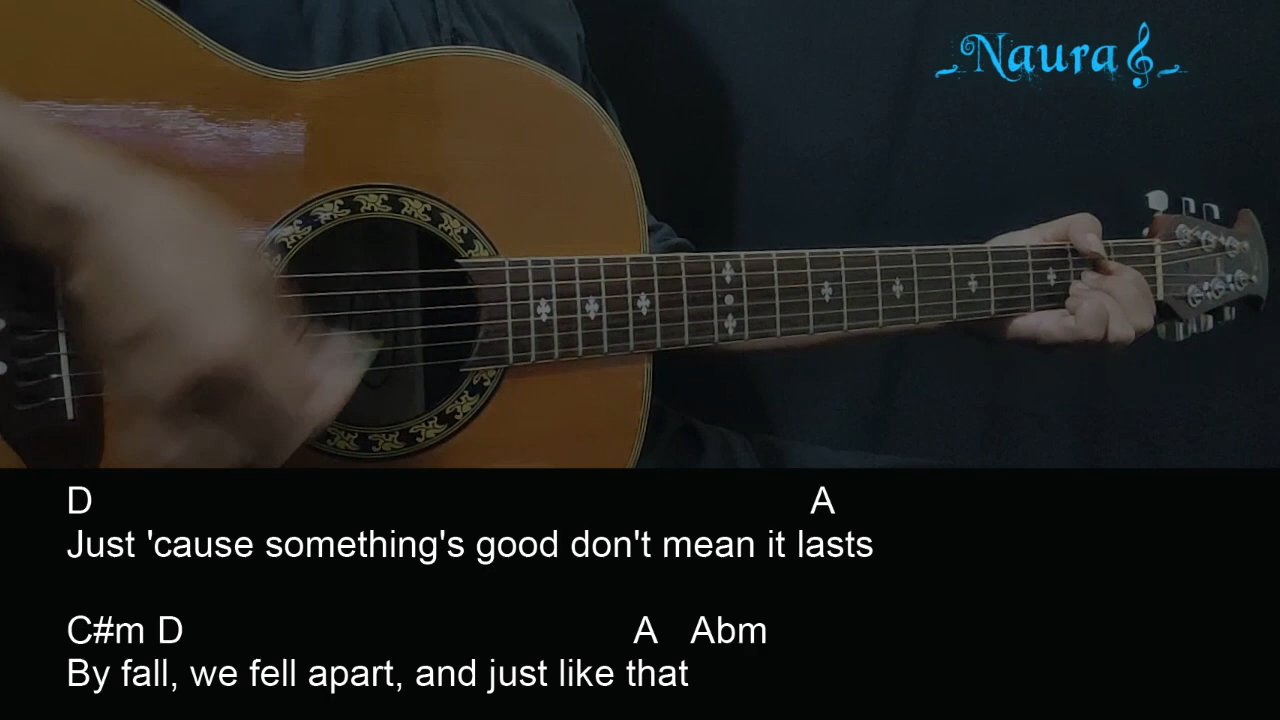 Naura
D A
Just 'cause something's good don't mean it lasts
C#m D A Abm
By fall, we fell apart, and just like that